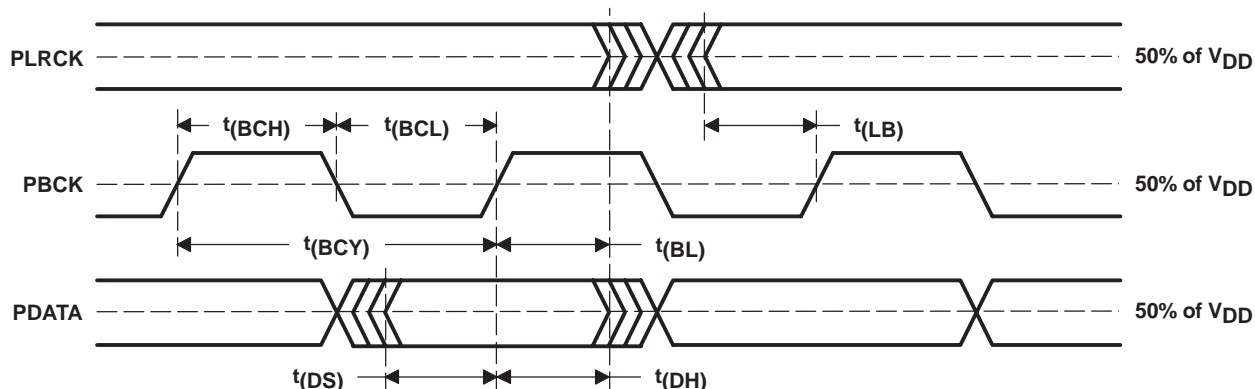 PLRCK
50% of VDD
t(BCH)
t(BCL)
t(LB)
PBCK
50% of VDD
t(BCY)
t(BL)
PDATA
50% of VDD
t(DS)
t(DH)